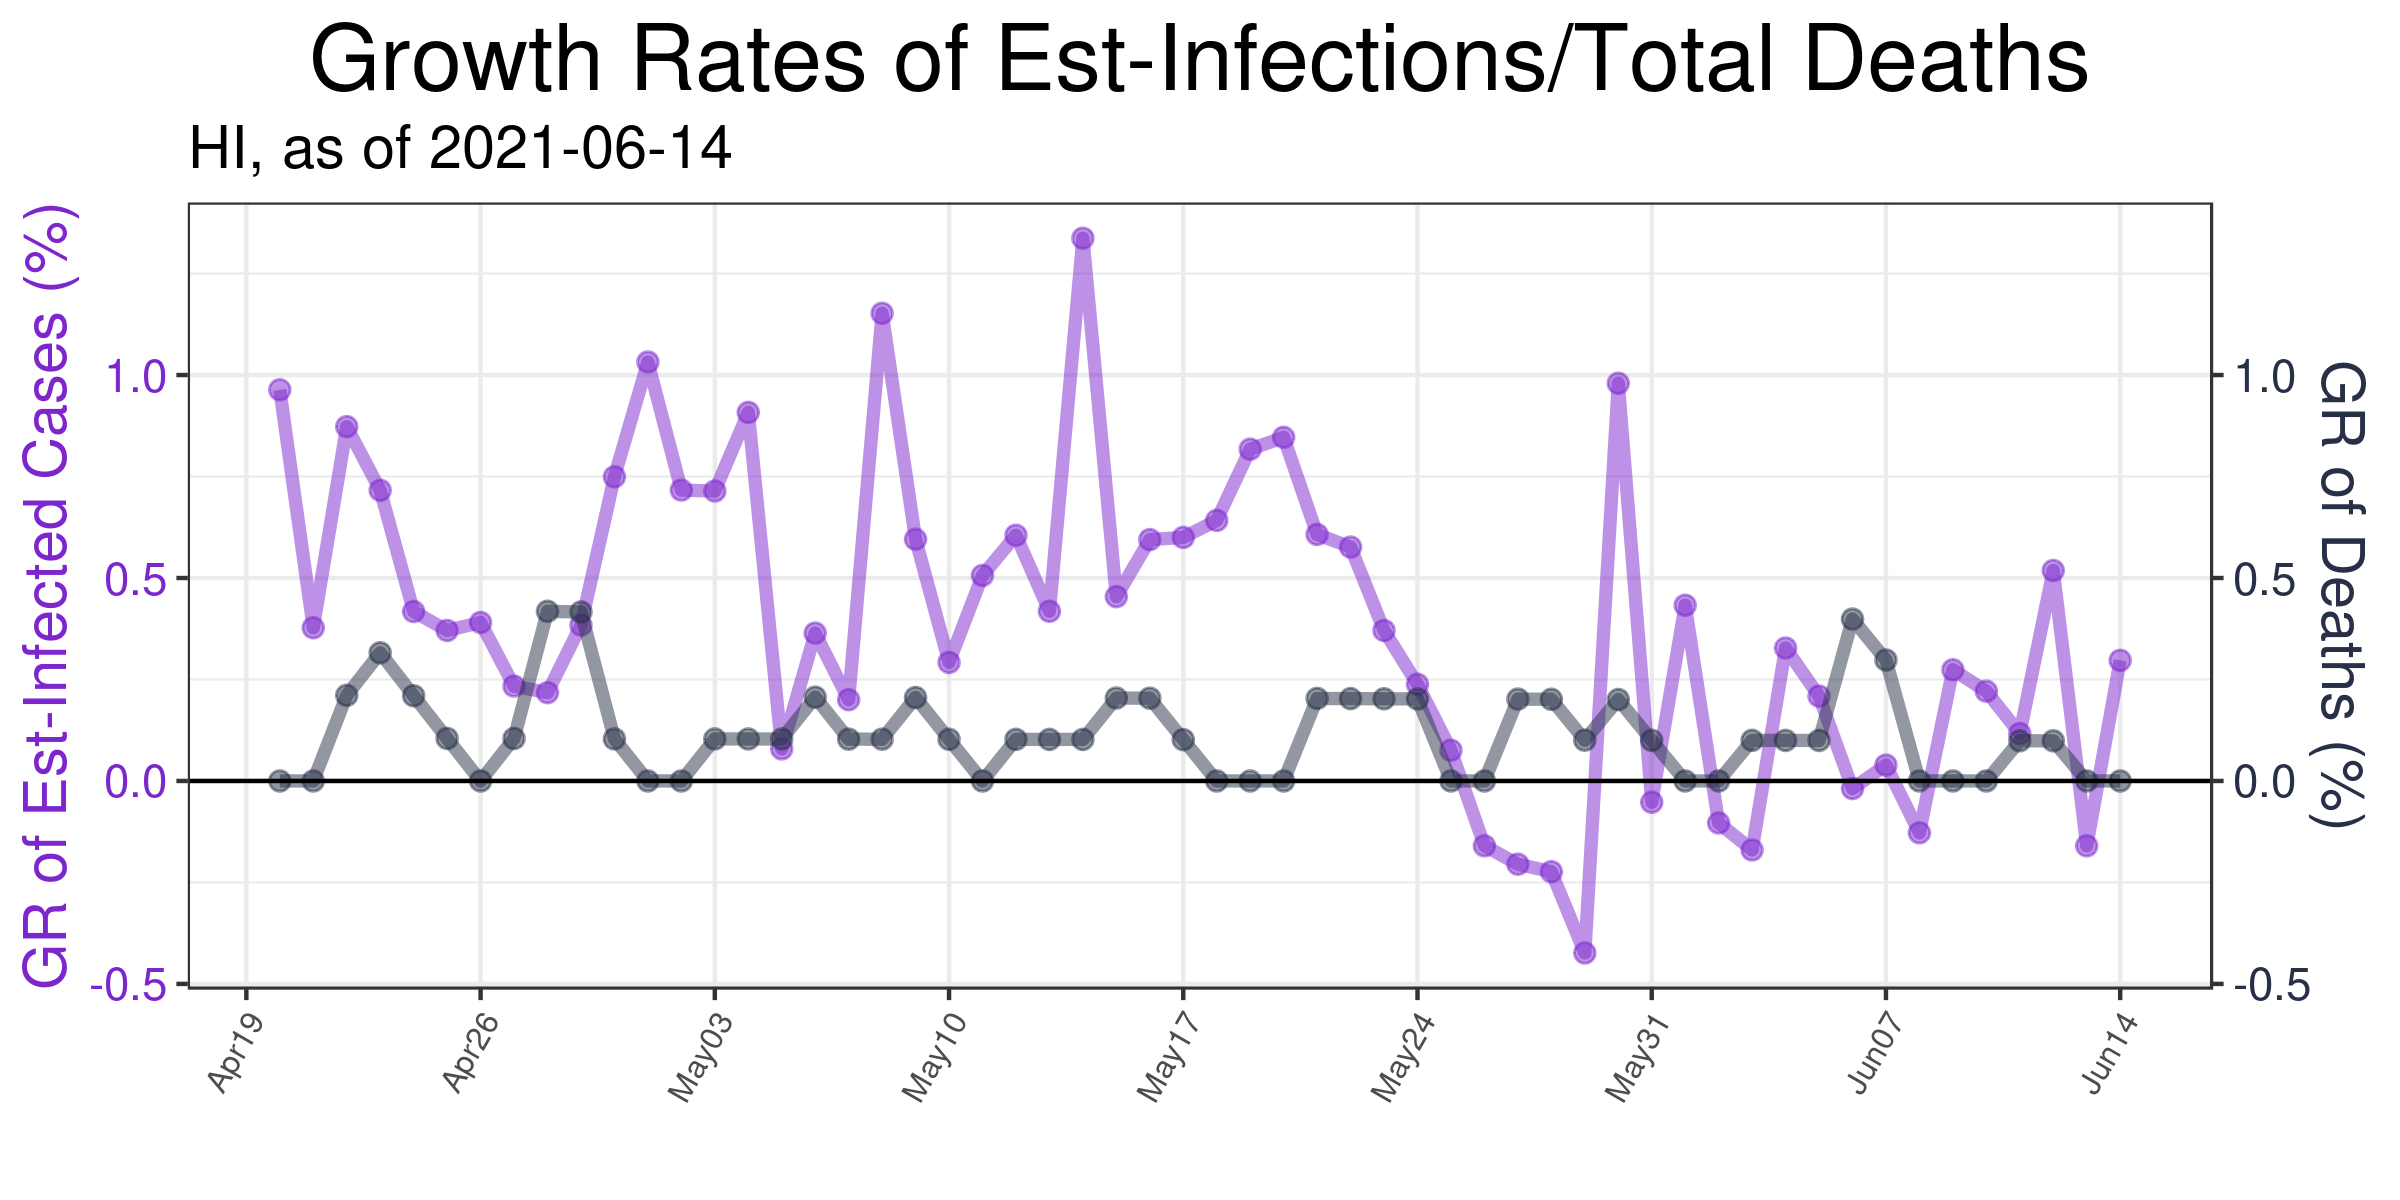 Growth Rates of Est-Infections/Total Deaths
HI, as of 2021-06-14
GR of Est-Infected Cases (%)
1.0
0.5
0.0
-0.5
1.0
0.5
0.0
-0.5
GR of Deaths (%)
Apr19
Apr26
May03
May10
May17
May24
May31
Jun07
Jun14